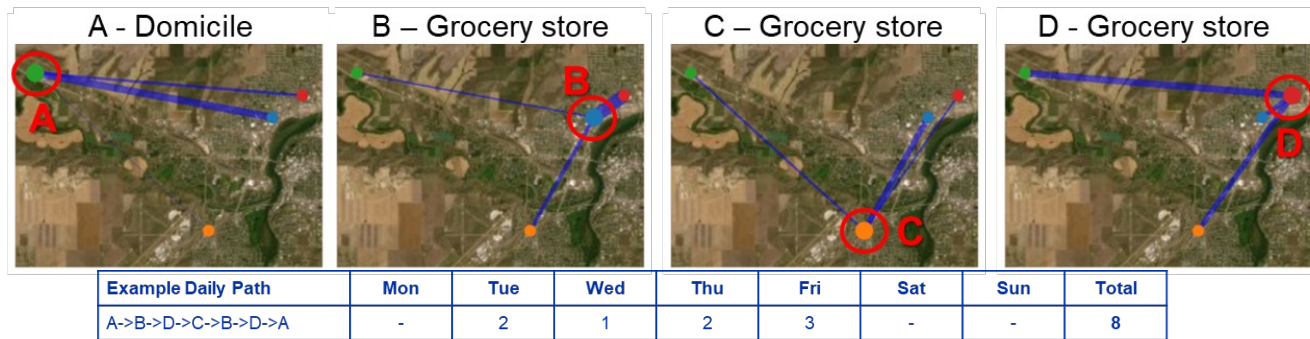 A - Domicile
B – Grocery store
C – Grocery store
D - Grocery store
A
B
C
D
Example Daily Path Mon Tue Wed Thu Fri Sat Sun Total
A->B->D->C->B->D->A - 2 1 2 3 - - 8